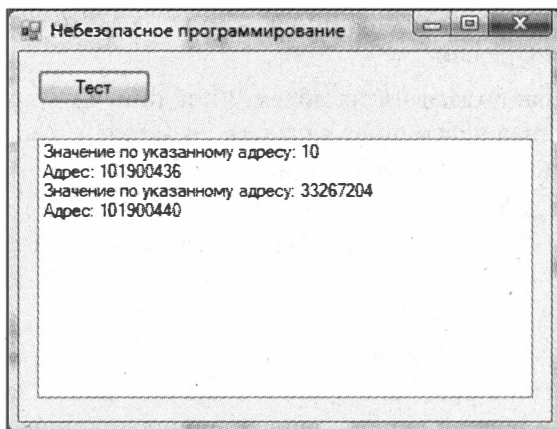 Небезопасное программирование
Тест
Значение по указанному адресу: 10
Адрес: 101900436
Значение по указанному адресу: 33267204
Адрес: 101900440